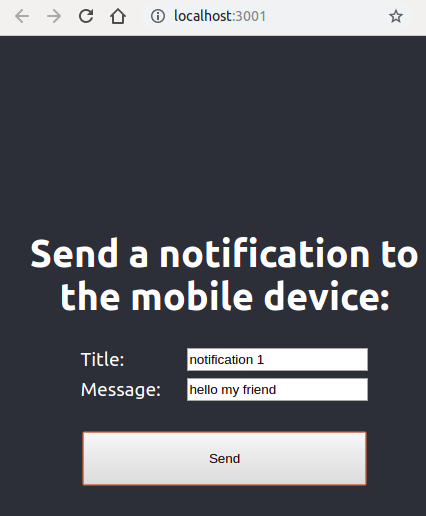 localhost:3001
Send a notification to
the mobile device:
Title: notification 1
Message: hello my friend
Send